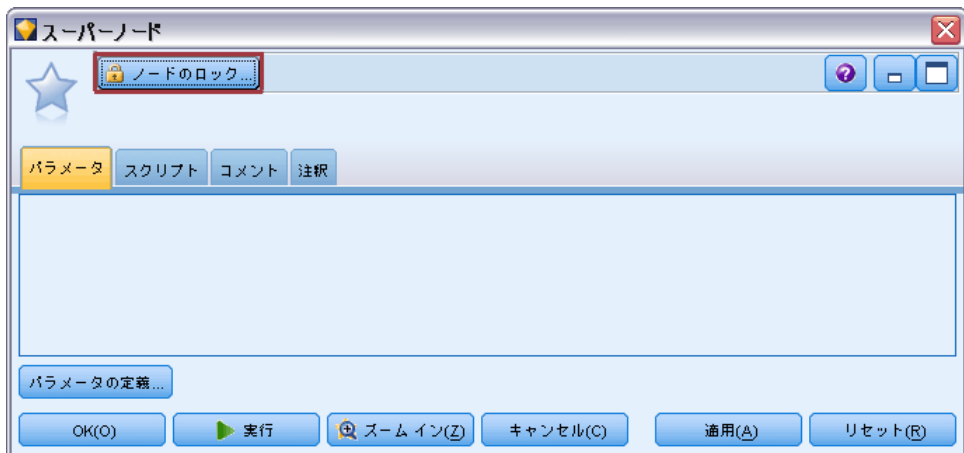 スーパーノード
ノードのロック...
パラメータ スクリプト コメント 注釈
パラメータの定義...
OK(O) 実行 ズーム イン(Z) キャンセル(C) 適用(A) リセット(R)